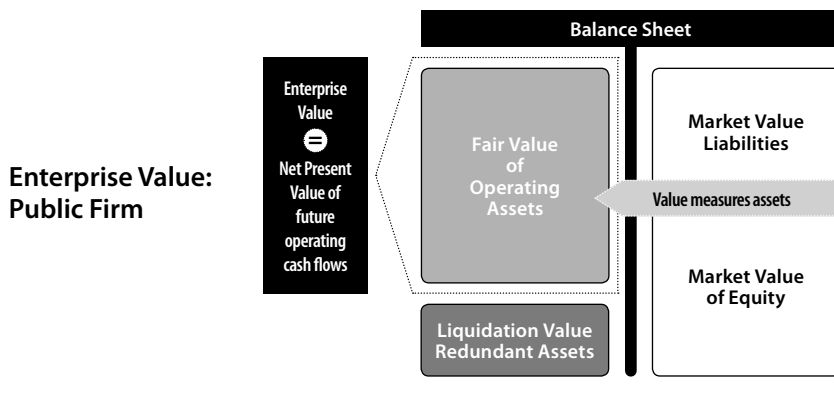 Balance Sheet
Enterprise Value:
Public Firm
Enterprise
Value
=
Net Present
Value of
future
operating
cash flows
Fair Value
of
Operating
Assets
Liquidation Value
Redundant Assets
Market Value
Liabilities
Value measures assets
Market Value
of Equity